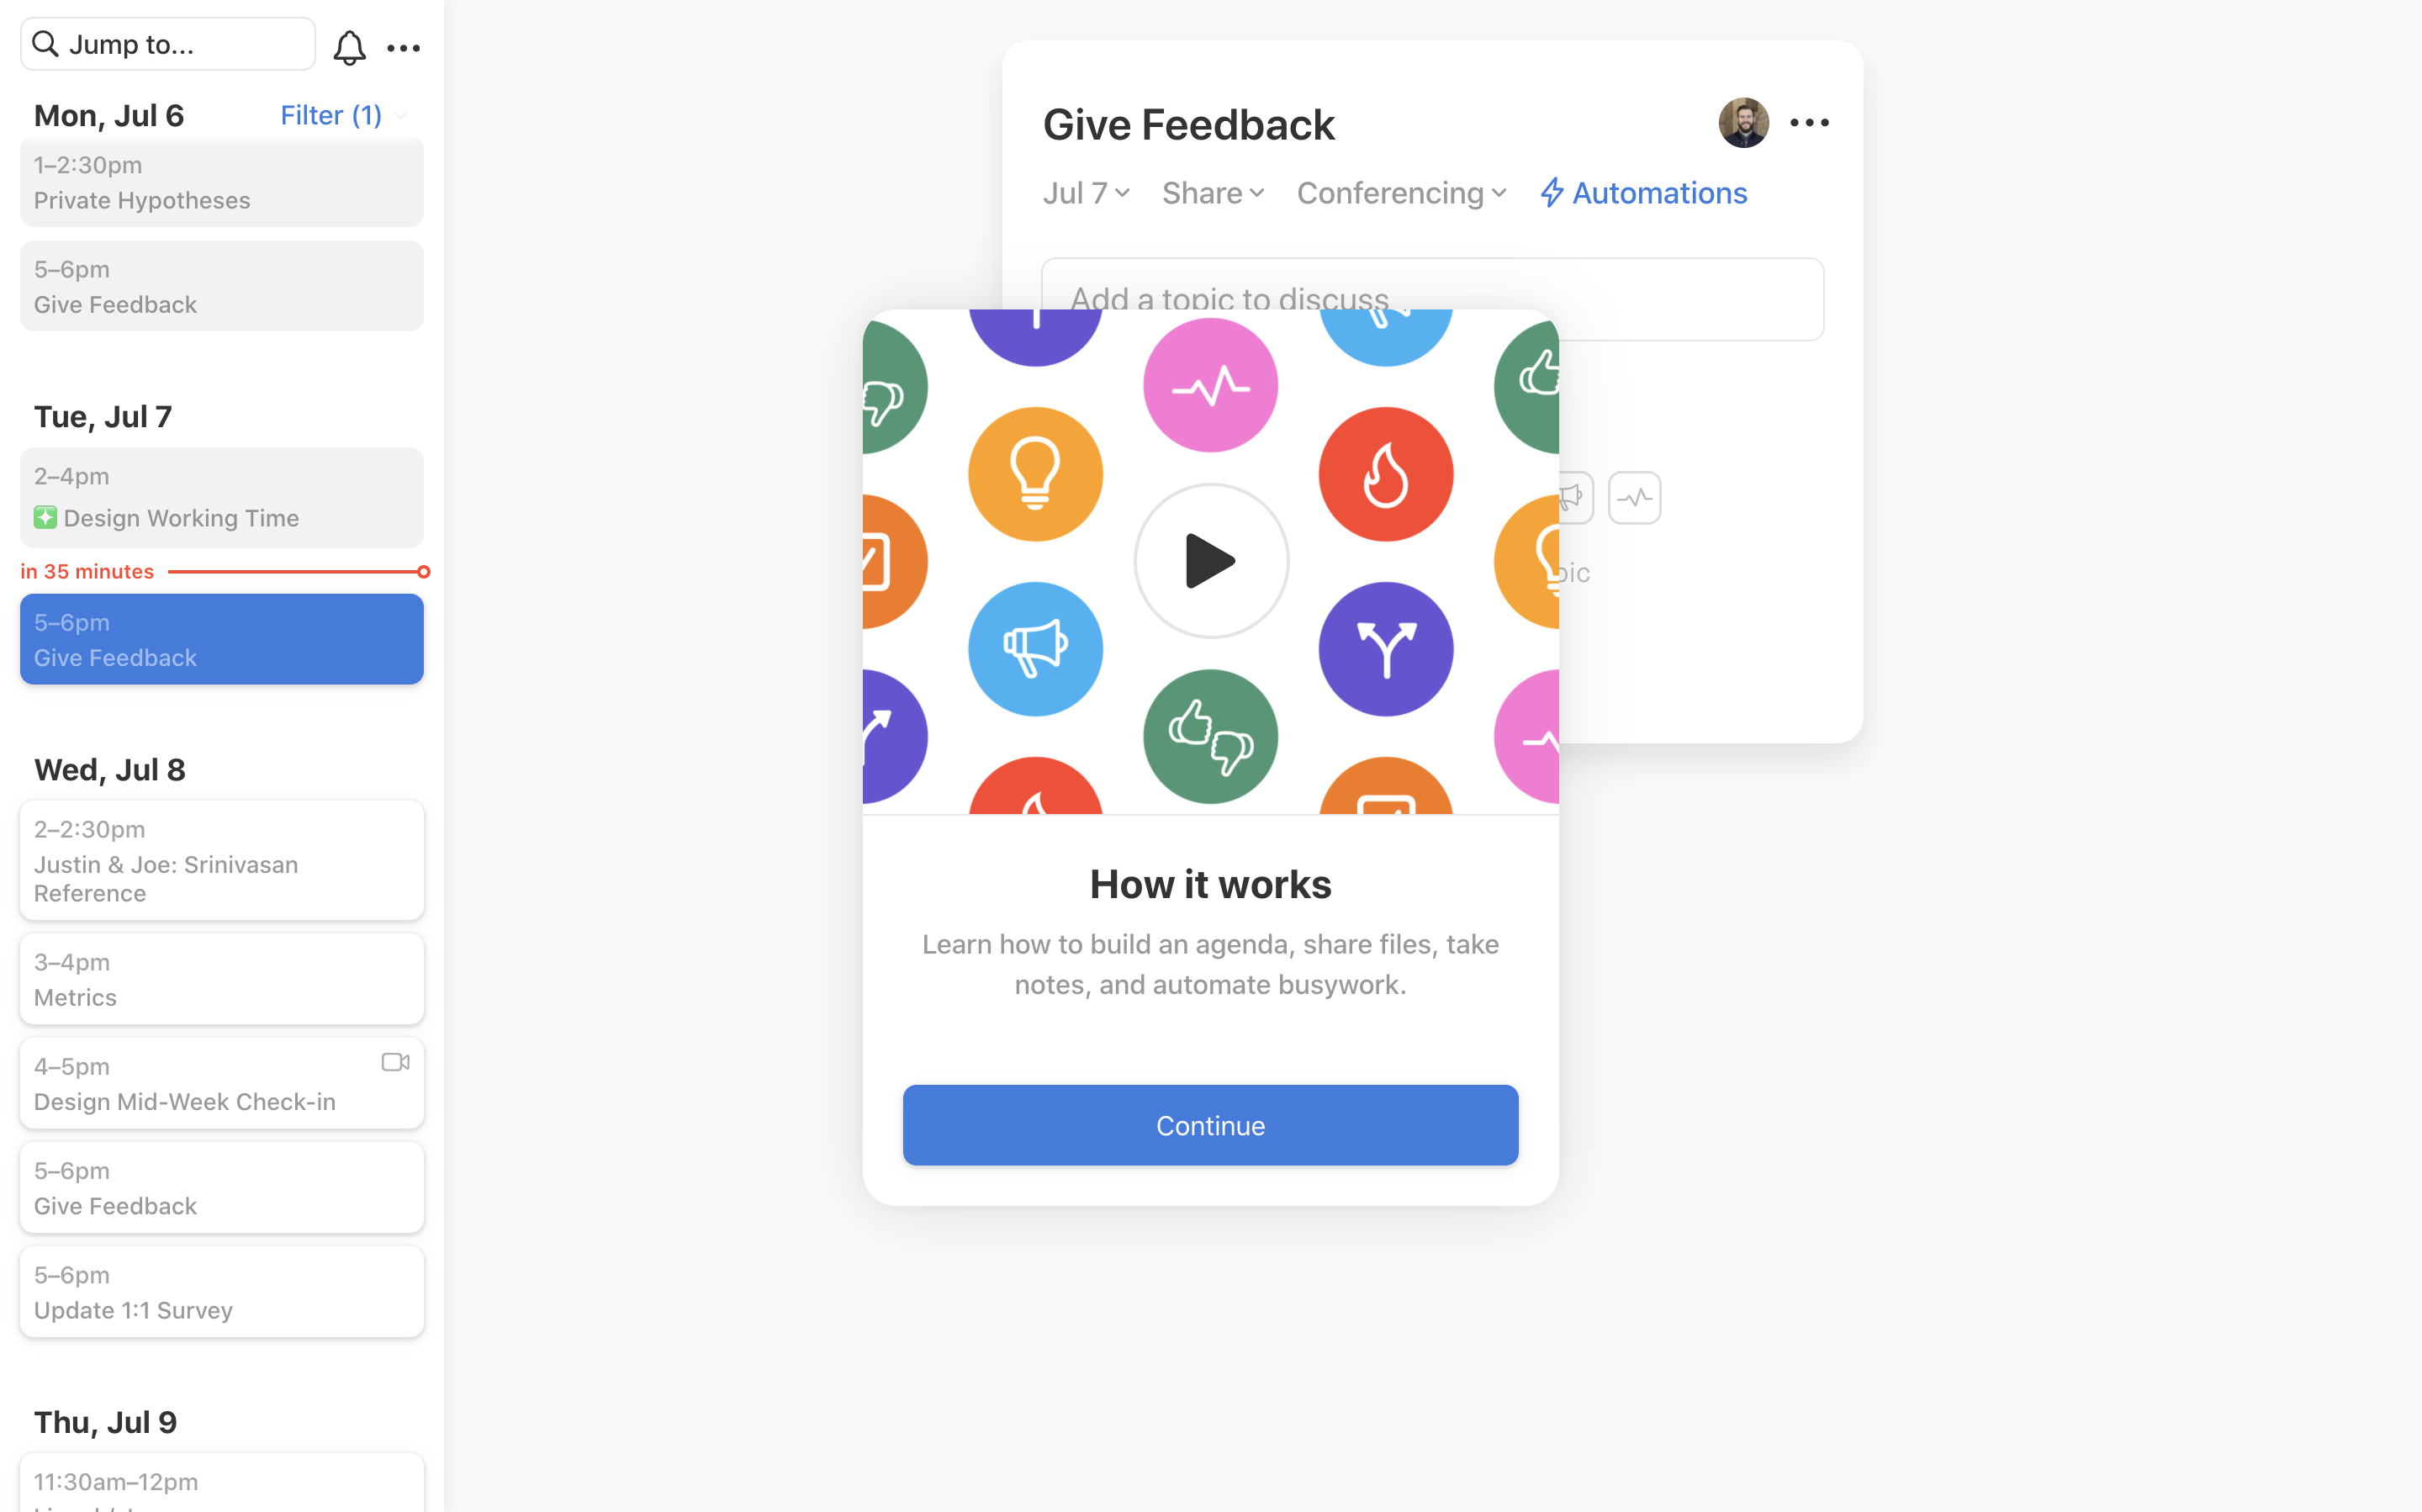 Jump to...
Mon, Jul 6
Filter (1)
1–2:30pm
Private Hypotheses
5–6pm
Give Feedback
Tue, Jul 7
2–4pm
Design Working Time
in 35 minutes
5–6pm
Give Feedback
Wed, Jul 8
2–2:30pm
Justin & Joe: Srinivasan
Reference
3–4pm
Metrics
4–5pm
Design Mid-Week Check-in
5–6pm
Give Feedback
5–6pm
Update 1:1 Survey
Thu, Jul 9
11:30am–12pm
Give Feedback
Jul 7
Share
Conferencing
Automations
Add a topic to discuss
How it works
Learn how to build an agenda, share files, take
notes, and automate busywork.
Continue